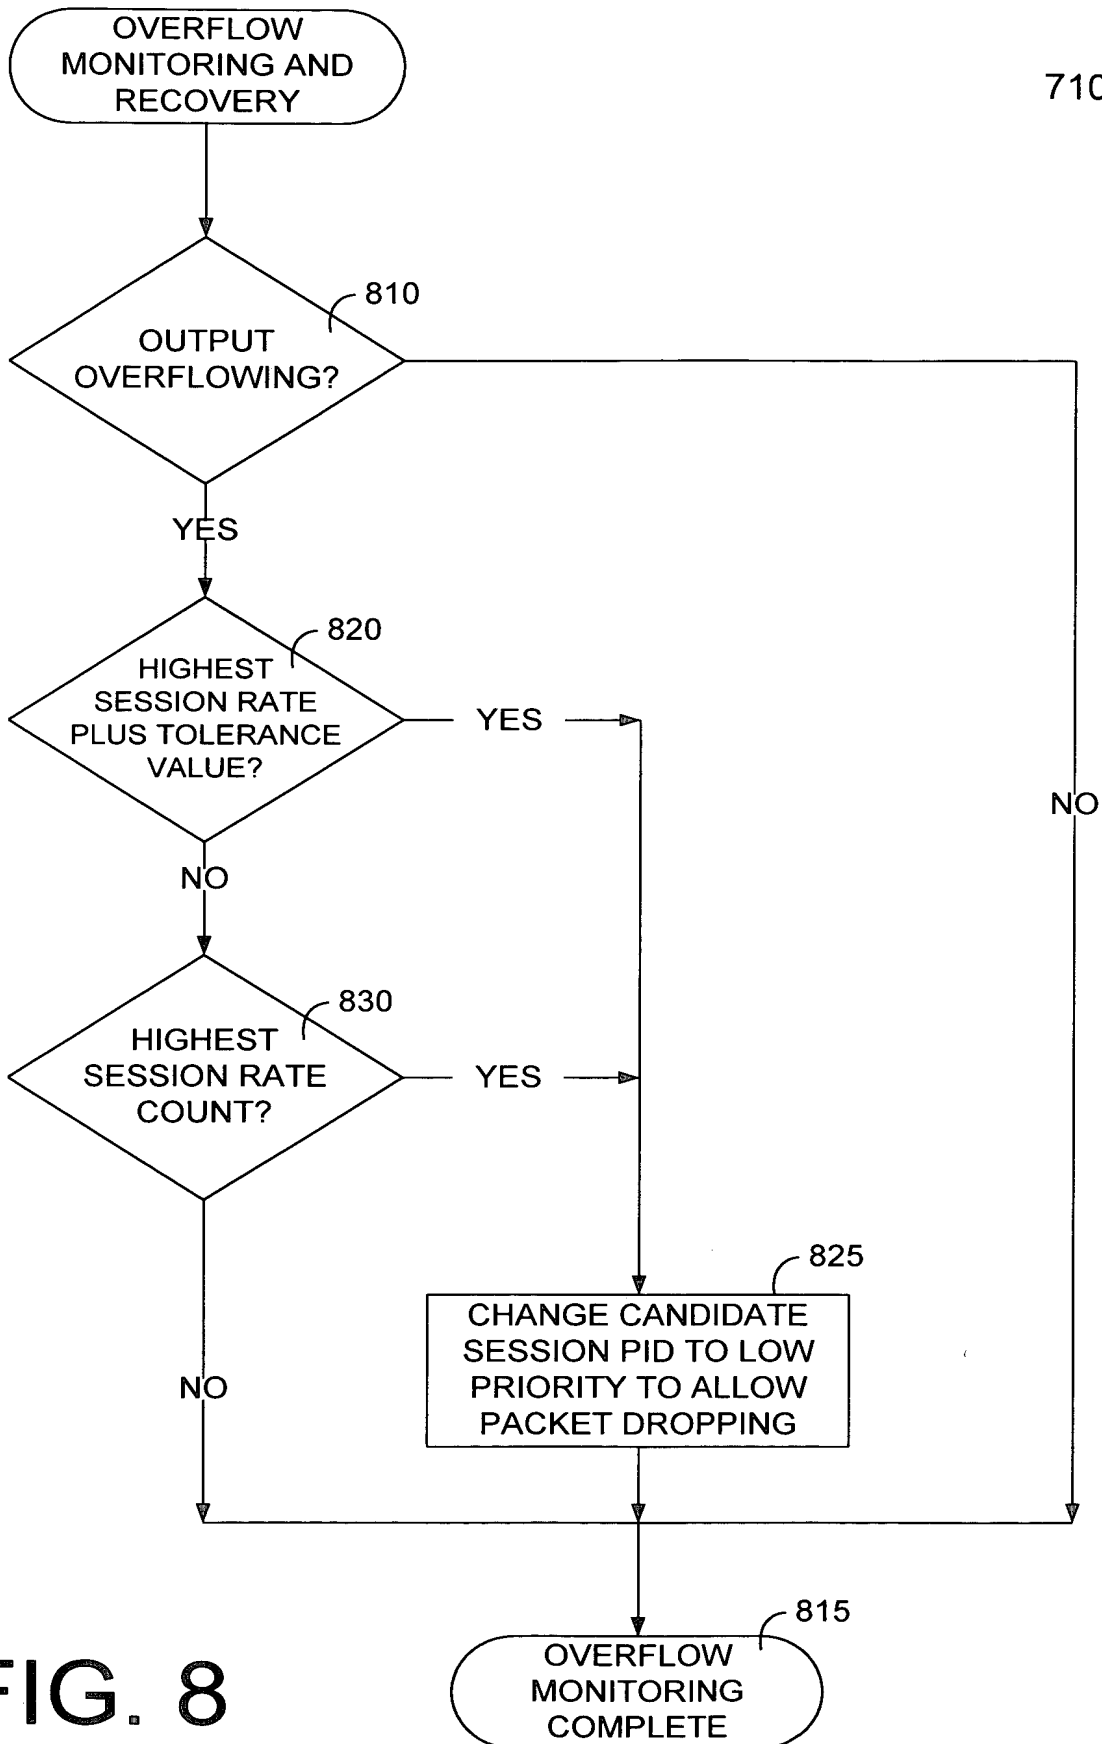 OVERFLOW
MONITORING AND
RECOVERY
710
810
OUTPUT
OVERFLOWING?
YES
820
HIGHEST
SESSION RATE
PLUS TOLERANCE
VALUE?
YES
NO
NO
830
HIGHEST
SESSION RATE
COUNT?
YES
825
CHANGE CANDIDATE
SESSION PID TO LOW
PRIORITY TO ALLOW
PACKET DROPPING
NO
815
OVERFLOW
MONITORING
COMPLETE
FIG. 8